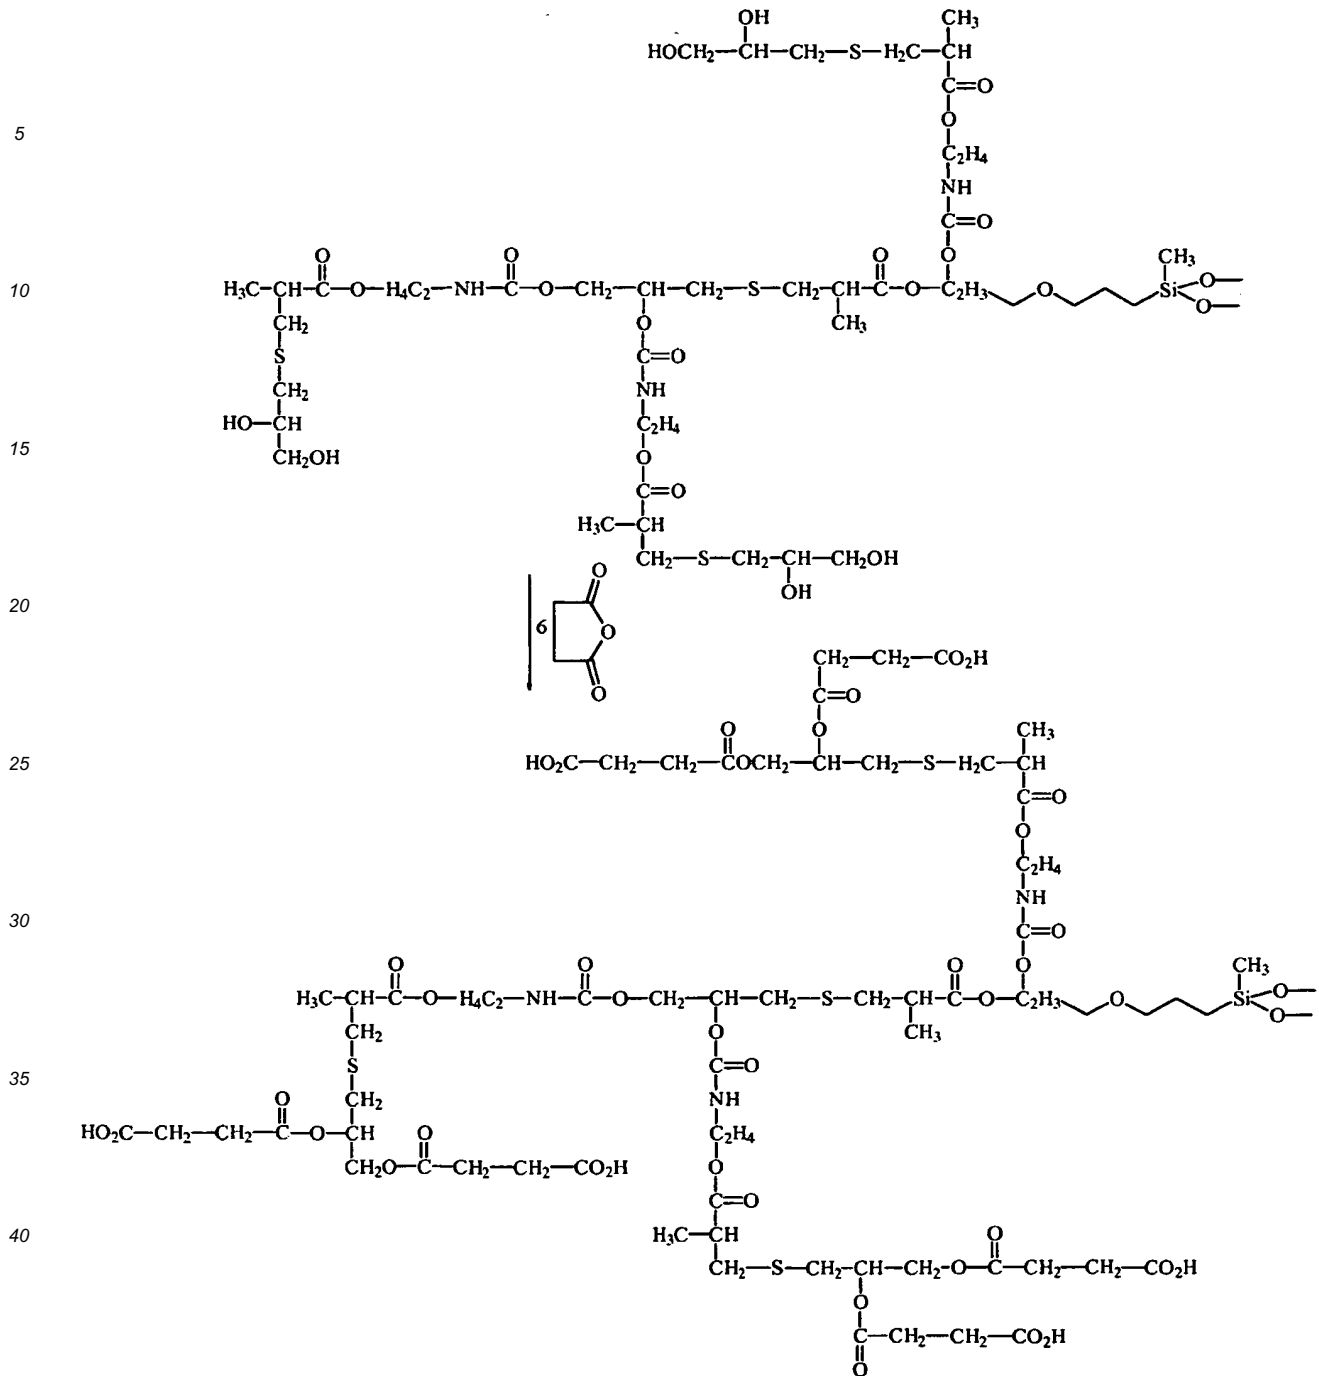 OH CH₃
HOCH₂—CH—CH₂—S—H₂C—CH
C=O
5 O
C₂H₄
NH
C=O
O O O CH₃
10 H₃C—CH—C—O—H₄C₂—NH—C—O—CH₂—CH—CH₂—S—CH₂—CH—C—O—C₂H₃ O Si O—
CH₂ O CH₃ O—
S C=O
CH₂ NH
HO—CH C₂H₄
15 CH₂OH O
C=O
H₃C—CH
CH₂—S—CH₂—CH—CH₂OH
O OH
20 6 O
CH₂—CH₂—CO₂H
O C=O
O O CH₃
25 HO₂C—CH₂—CH₂—COCH₂—CH—CH₂—S—H₂C—CH
C=O
O
C₂H₄
NH
30 C=O
O O O O CH₃
H₃C—CH—C—O—H₄C₂—NH—C—O—CH₂—CH—CH₂—S—CH₂—CH—C—O—C₂H₃ O Si O—
CH₂ O CH₃ O—
35 S C=O
O CH₂ NH
HO₂C—CH₂—CH₂—C—O—CH O C₂H₄
CH₂O—C—CH₂—CH₂—CO₂H O
C=O
40 H₃C—CH O
CH₂—S—CH₂—CH—CH₂—O—C—CH₂—CH₂—CO₂H
O
C—CH₂—CH₂—CO₂H
O